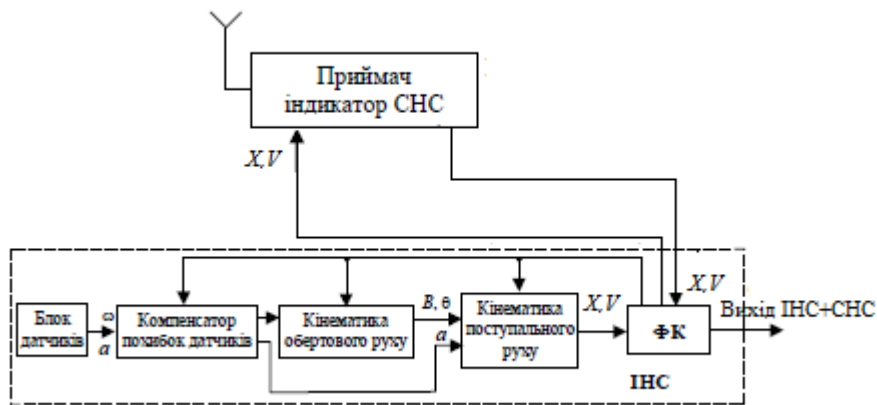 Приймач
індикатор СНС
X,V
X,V
Блок
датчиків
ω
a
Компенсатор
похибок датчиків
Кінематика
обертового руху
B, θ
a
Кінематика
поступального
руху
X,V
ФК
Вихід ІНС+СНС
ІНС